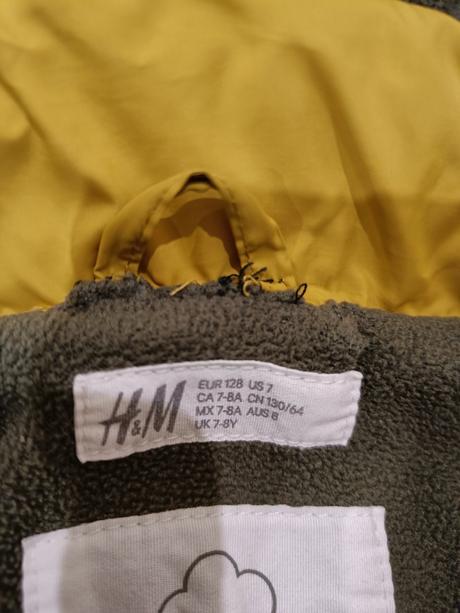 H&M
EUR 128 US 7
CA 7-8A CN 130/64
MX 7-8A AUS 8
UK 7-8Y